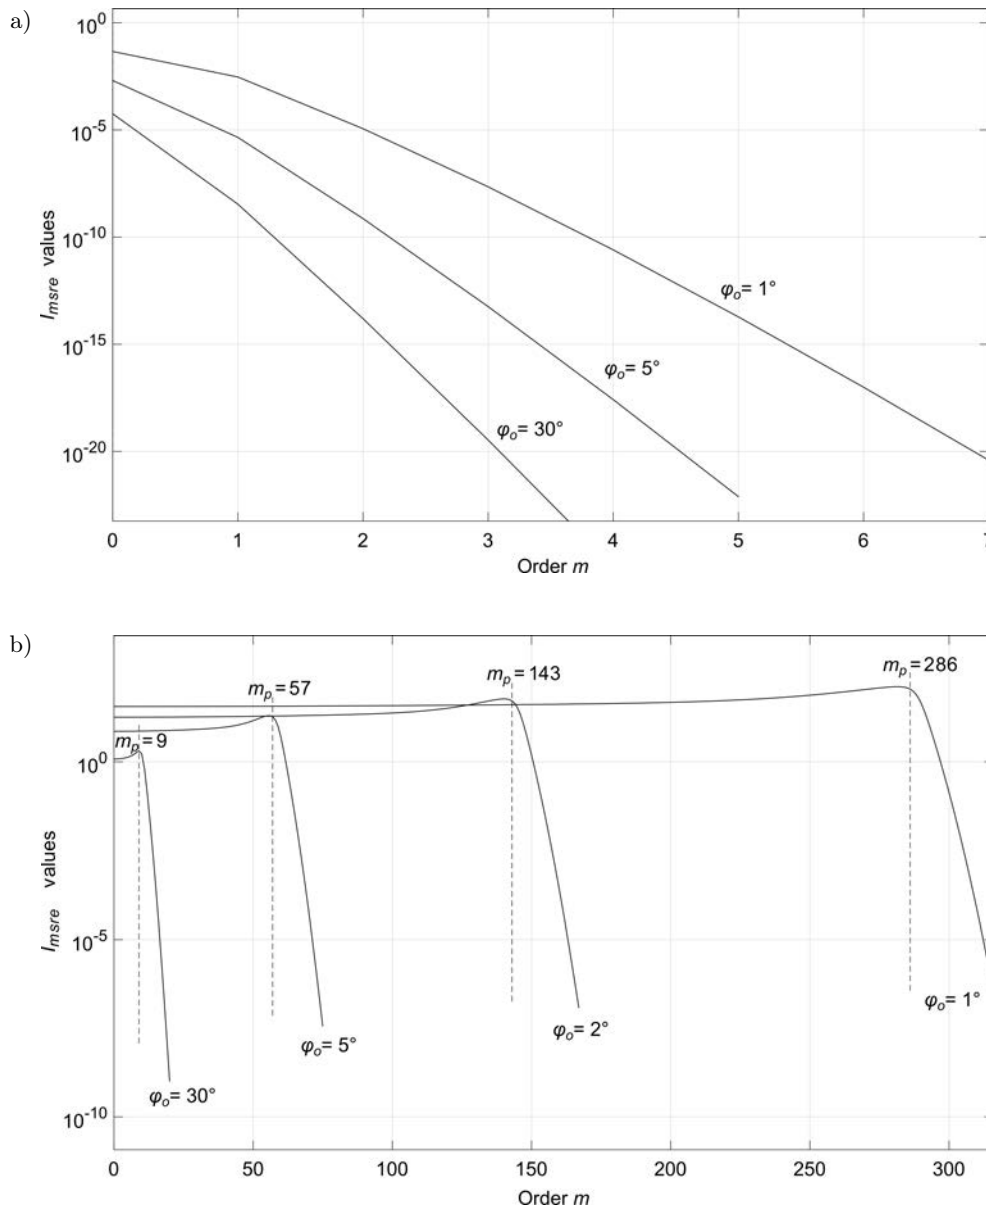 a)
10^0
10^-5
10^-10
10^-15
10^-20
I_msre values
φ_o= 1°
φ_o= 5°
φ_o= 30°
0 1 2 3 4 5 6 7
Order m
b)
m_p= 9
m_p= 57
m_p= 143
m_p= 286
10^0
10^-5
10^-10
I_msre values
φ_o= 30°
φ_o= 5°
φ_o= 2°
φ_o= 1°
0 50 100 150 200 250 300
Order m